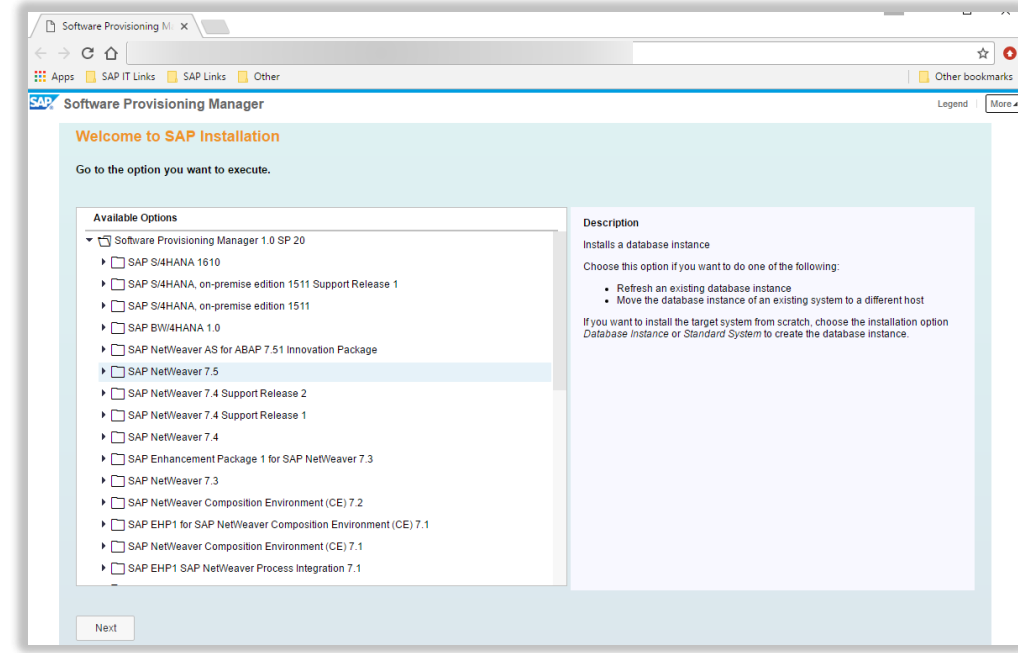 Software Provisioning M
Apps SAP IT Links SAP Links Other Other bookmarks
SAP Software Provisioning Manager Legend More
Welcome to SAP Installation
Go to the option you want to execute.
Available Options
Software Provisioning Manager 1.0 SP 20
SAP S/4HANA 1610
SAP S/4HANA, on-premise edition 1511 Support Release 1
SAP S/4HANA, on-premise edition 1511
SAP BW/4HANA 1.0
SAP NetWeaver AS for ABAP 7.51 Innovation Package
SAP NetWeaver 7.5
SAP NetWeaver 7.4 Support Release 2
SAP NetWeaver 7.4 Support Release 1
SAP NetWeaver 7.4
SAP Enhancement Package 1 for SAP NetWeaver 7.3
SAP NetWeaver 7.3
SAP NetWeaver Composition Environment (CE) 7.2
SAP EHP1 for SAP NetWeaver Composition Environment (CE) 7.1
SAP NetWeaver Composition Environment (CE) 7.1
SAP EHP1 SAP NetWeaver Process Integration 7.1
Description
Installs a database instance
Choose this option if you want to do one of the following:
Refresh an existing database instance
Move the database instance of an existing system to a different host
If you want to install the target system from scratch, choose the installation option
Database Instance or Standard System to create the database instance.
Next